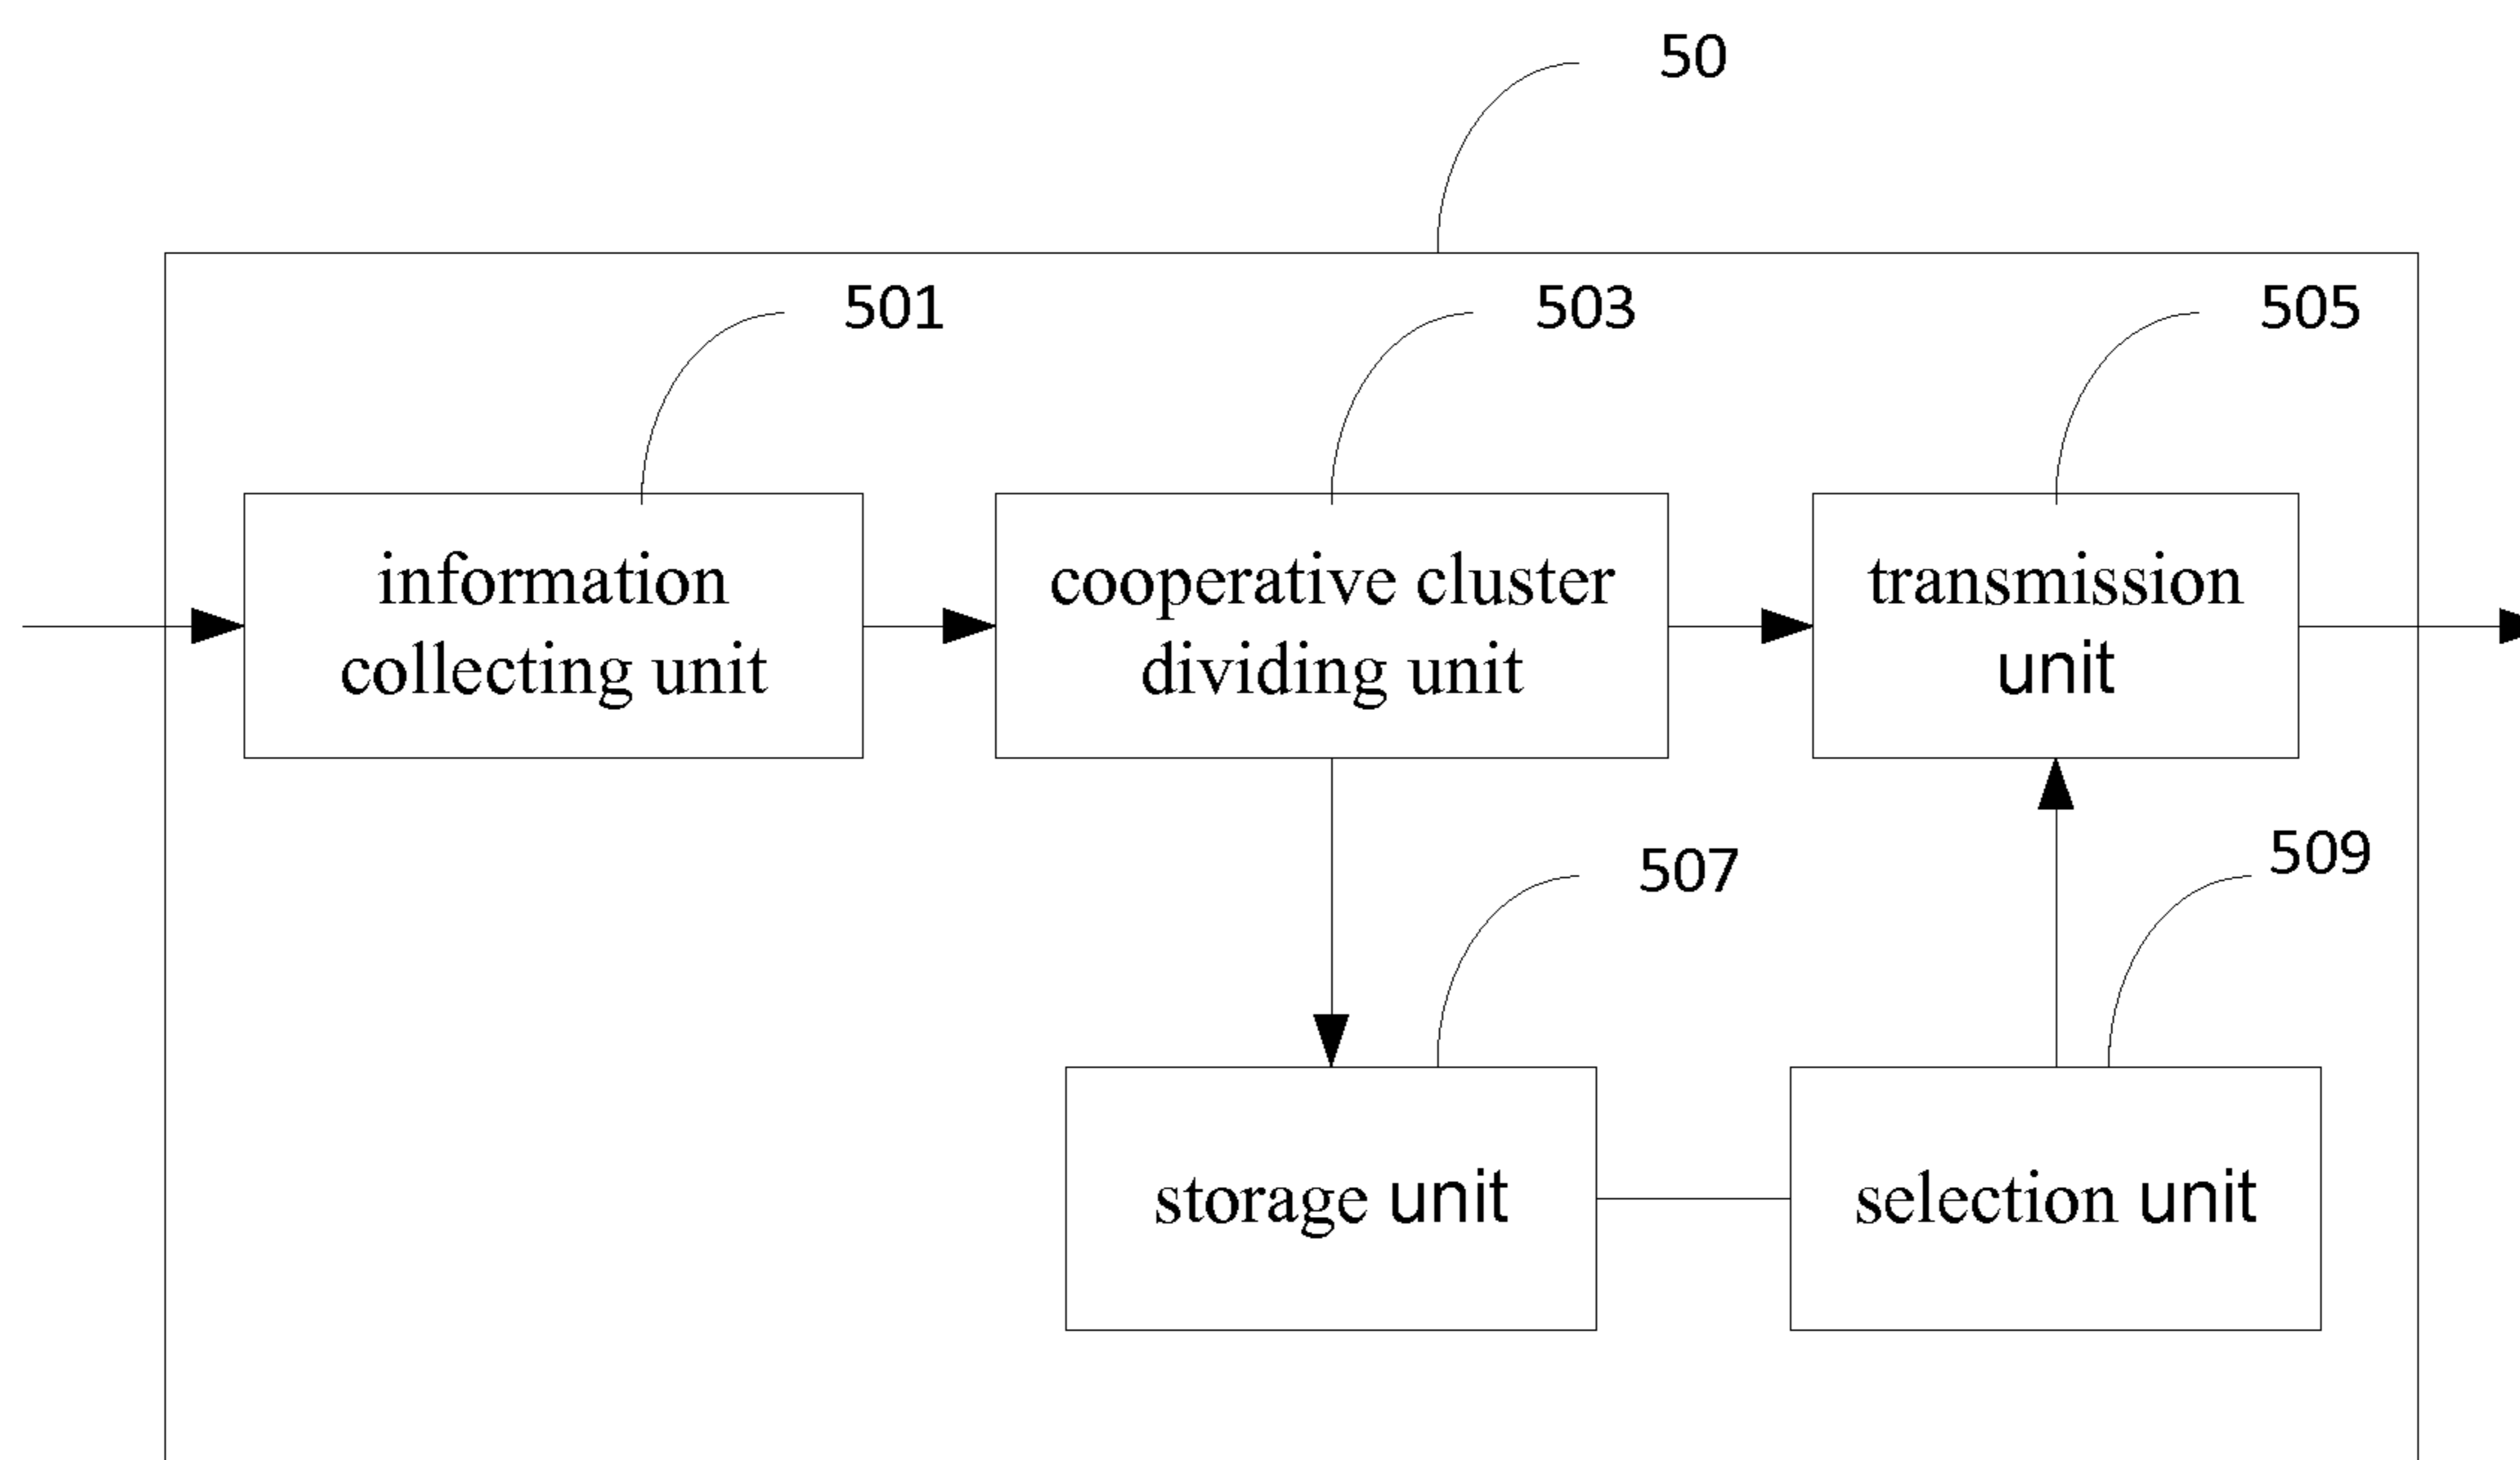 50
501
503
505
information
collecting unit
cooperative cluster
dividing unit
transmission
unit
507
509
storage unit
selection unit